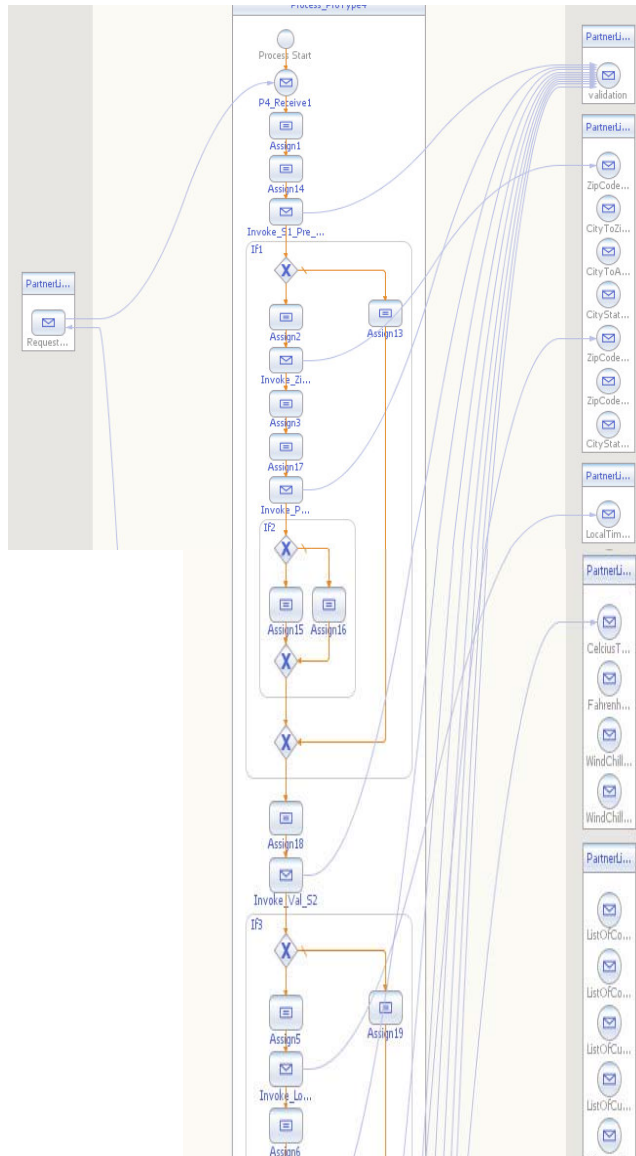 Process_ProType4
Process Start
P4_Receive1
Assign1
Assign14
Invoke_S1_Pre_...
If1
Assign2
Assign13
Invoke_Zi...
Assign3
Assign17
Invoke_P...
If2
Assign15
Assign16
Assign18
Invoke_Val_S2
If3
Assign5
Assign19
Invoke_Lo...
Assign6
PartnerLi...
Request...
PartnerLi...
validation
PartnerLi...
ZipCode...
CityToZi...
CityToA...
CityStat...
ZipCode...
ZipCode...
CityStat...
PartnerLi...
LocalTim...
PartnerLi...
CelciusT...
Fahrenh...
WindChill...
WindChill...
PartnerLi...
ListOfCo...
ListOfCo...
ListOfCu...
ListOfCu...